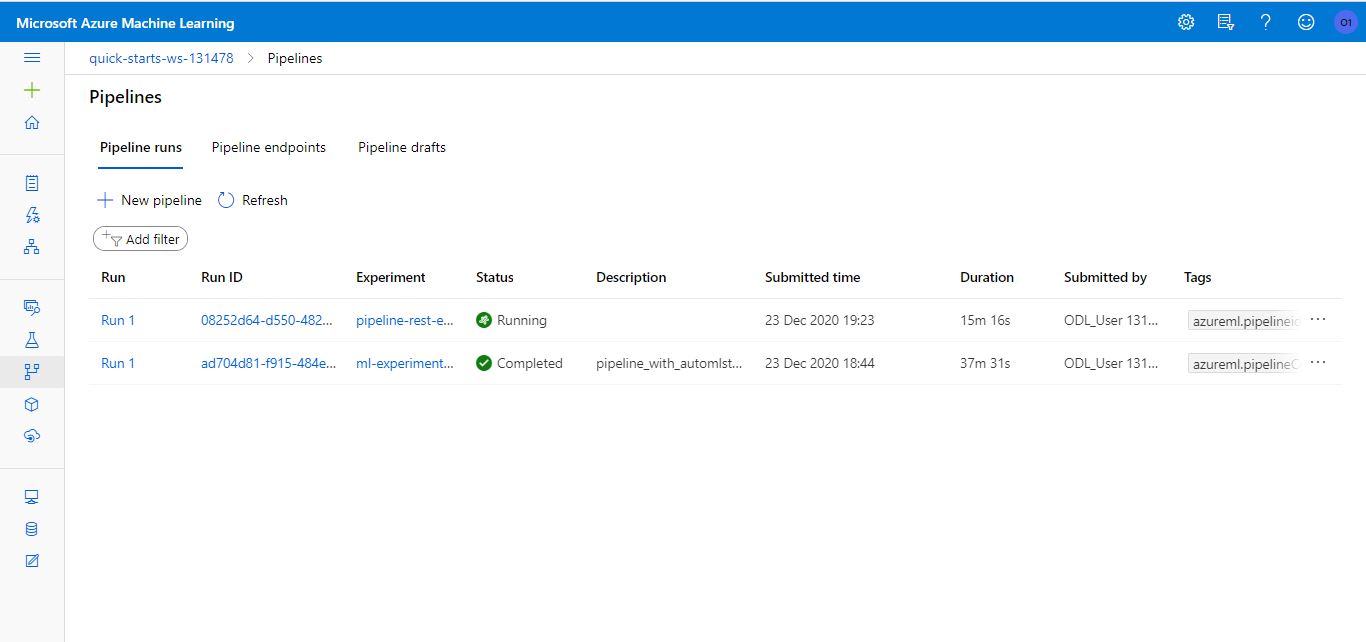 Microsoft Azure Machine Learning
O1
quick-starts-ws-131478 > Pipelines
Pipelines
Pipeline runs Pipeline endpoints Pipeline drafts
New pipeline Refresh
Add filter
Run Run ID Experiment Status Description Submitted time Duration Submitted by Tags
Run 1 08252d64-d550-482... pipeline-rest-e... Running 23 Dec 2020 19:23 15m 16s ODL_User 131... azureml.pipelineid ...
Run 1 ad704d81-f915-484e... ml-experiment... Completed pipeline_with_automlst... 23 Dec 2020 18:44 37m 31s ODL_User 131... azureml.pipelineC ...